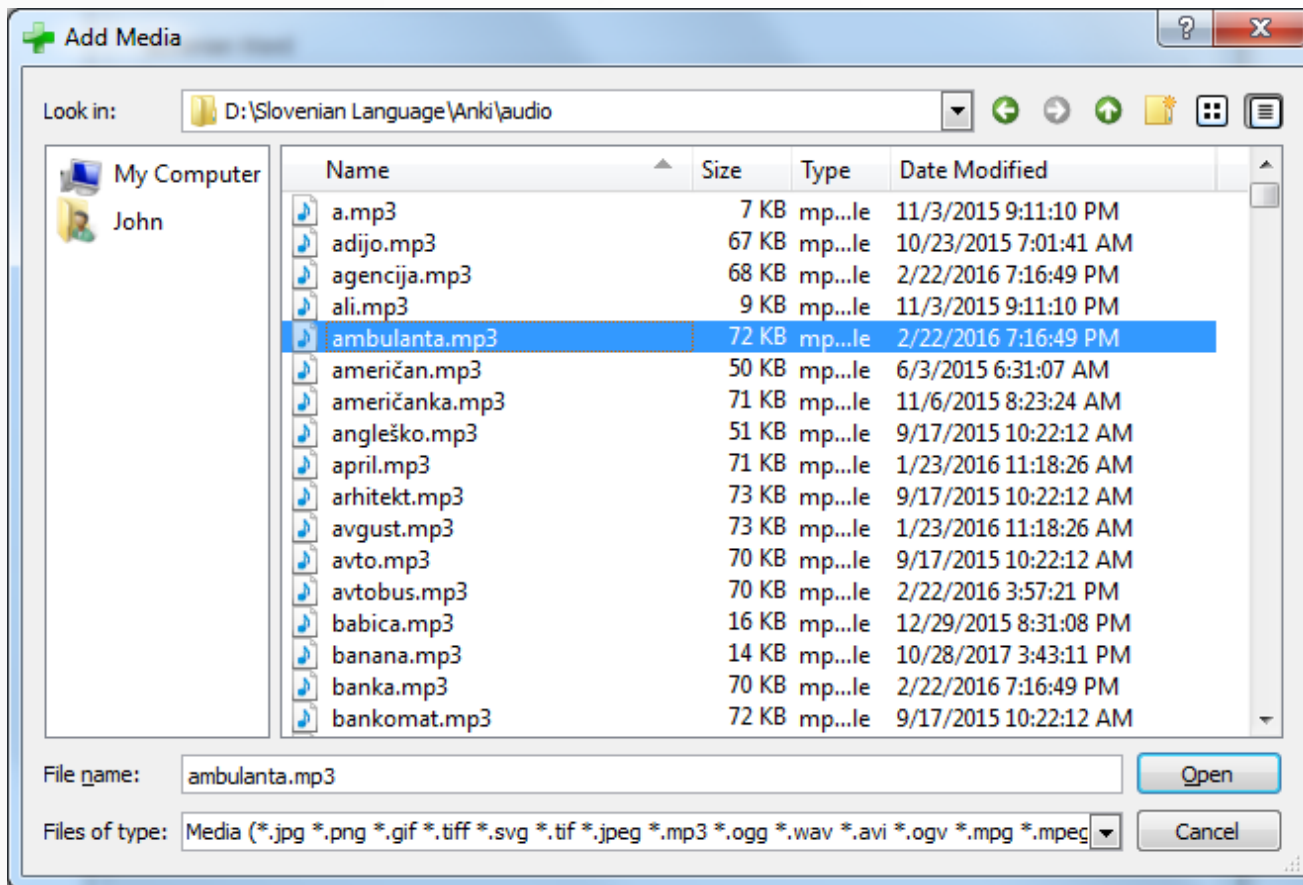 Add Media
Look in: D:\Slovenian Language\Anki\audio
My Computer
John
Name Size Type Date Modified
a.mp3 7 KB mp...le 11/3/2015 9:11:10 PM
adijo.mp3 67 KB mp...le 10/23/2015 7:01:41 AM
agencija.mp3 68 KB mp...le 2/22/2016 7:16:49 PM
ali.mp3 9 KB mp...le 11/3/2015 9:11:10 PM
ambulanta.mp3 72 KB mp...le 2/22/2016 7:16:49 PM
američan.mp3 50 KB mp...le 6/3/2015 6:31:07 AM
američanka.mp3 71 KB mp...le 11/6/2015 8:23:24 AM
angleško.mp3 51 KB mp...le 9/17/2015 10:22:12 AM
april.mp3 71 KB mp...le 1/23/2016 11:18:26 AM
arhitekt.mp3 73 KB mp...le 9/17/2015 10:22:12 AM
avgust.mp3 73 KB mp...le 1/23/2016 11:18:26 AM
avto.mp3 70 KB mp...le 9/17/2015 10:22:12 AM
avtobus.mp3 70 KB mp...le 2/22/2016 3:57:21 PM
babica.mp3 16 KB mp...le 12/29/2015 8:31:08 PM
banana.mp3 14 KB mp...le 10/28/2017 3:43:11 PM
banka.mp3 70 KB mp...le 2/22/2016 7:16:49 PM
bankomat.mp3 72 KB mp...le 9/17/2015 10:22:12 AM
File name: ambulanta.mp3 Open
Files of type: Media (*.jpg *.png *.gif *.tiff *.svg *.tif *.jpeg *.mp3 *.ogg *.wav *.avi *.ogv *.mpg *.mpeg Cancel